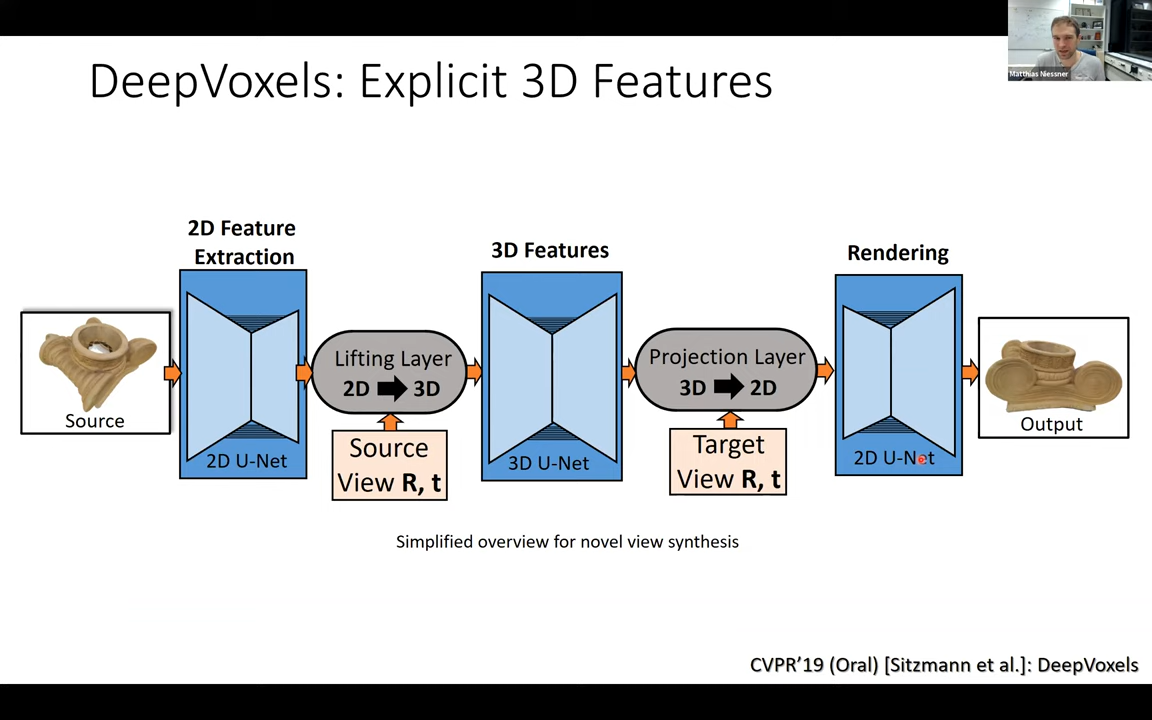 Matthias Niessner
DeepVoxels: Explicit 3D Features
2D Feature
Extraction
3D Features
Rendering
Source
2D U-Net
Lifting Layer
2D 3D
Source
View R, t
3D U-Net
Projection Layer
3D 2D
Target
View R, t
2D U-Net
Output
Simplified overview for novel view synthesis
CVPR'19 (Oral) [Sitzmann et al.]: DeepVoxels